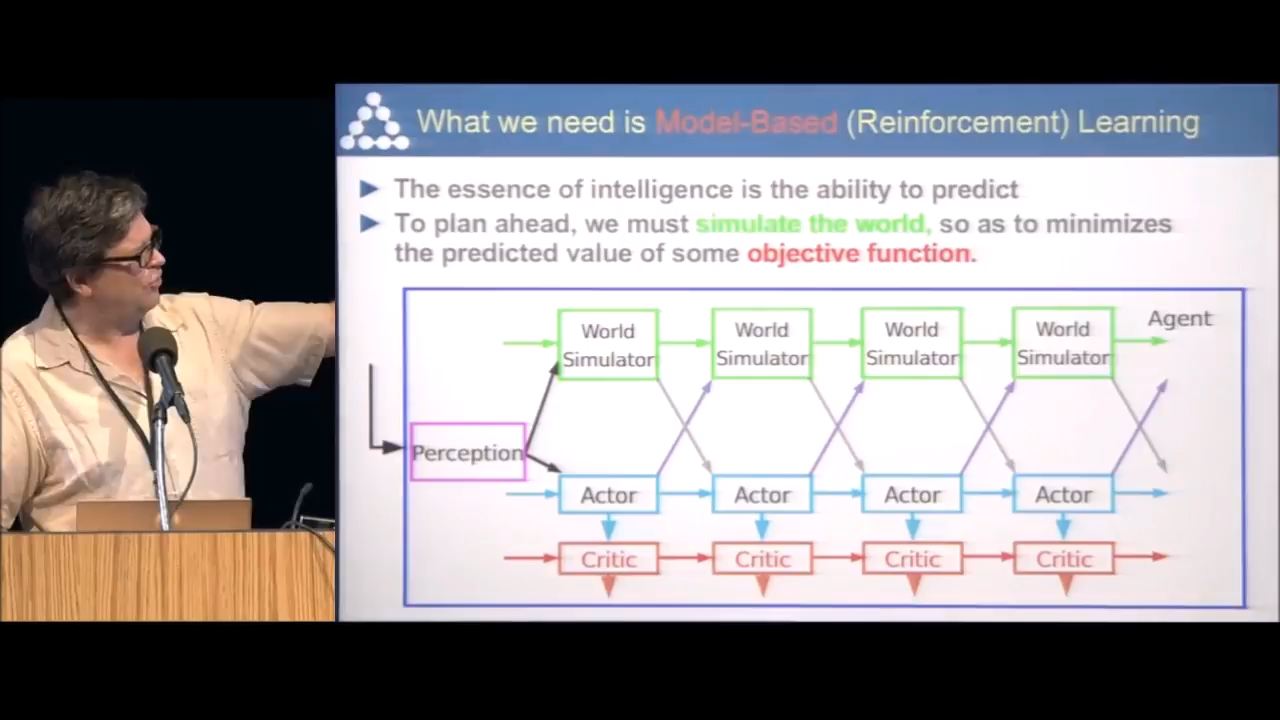 What we need is Model-Based (Reinforcement) Learning
The essence of intelligence is the ability to predict
To plan ahead, we must simulate the world, so as to minimizes
the predicted value of some objective function.
Agent
World Simulator
World Simulator
World Simulator
World Simulator
Perception
Actor
Actor
Actor
Actor
Critic
Critic
Critic
Critic